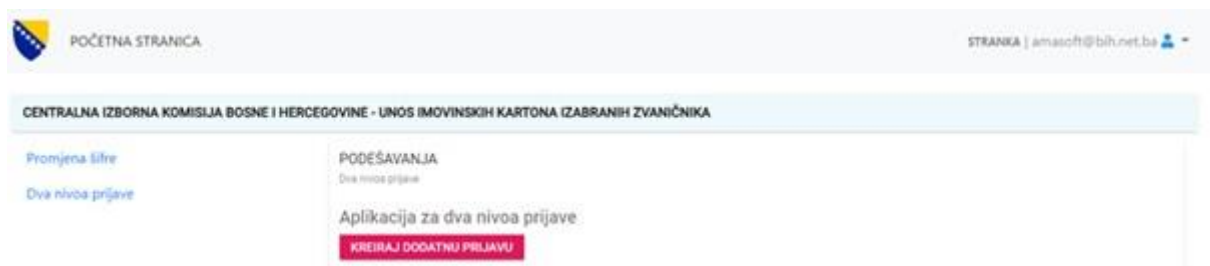 POČETNA STRANICA
STRANKA | amasoft@bih.net.ba
CENTRALNA IZBORNA KOMISIJA BOSNE I HERCEGOVINE - UNOS IMOVINSKIH KARTONA IZABRANIH ZVANIČNIKA
Promjena šifre
Dva nivoa prijave
PODEŠAVANJA
Dva nivoa prijave
Aplikacija za dva nivoa prijave
KREIRAJ DODATNU PRIJAVU